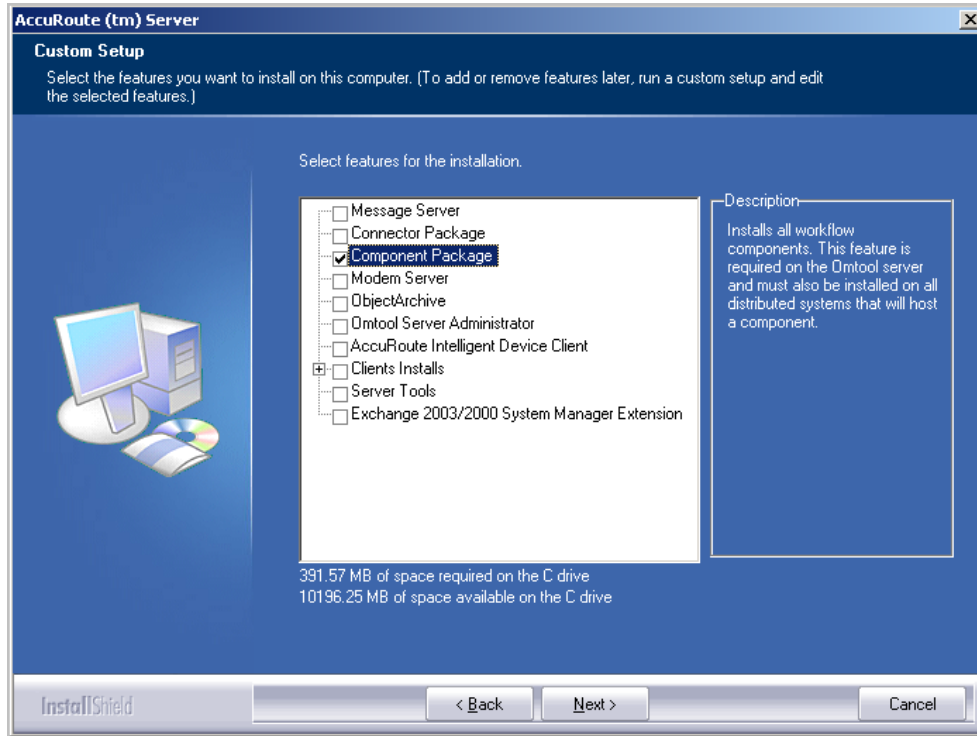 AccuRoute (tm) Server
Custom Setup
Select the features you want to install on this computer. (To add or remove features later, run a custom setup and edit
the selected features.)
Select features for the installation.
Message Server
Connector Package
Component Package
Modem Server
ObjectArchive
Omtool Server Administrator
AccuRoute Intelligent Device Client
Clients Installs
Server Tools
Exchange 2003/2000 System Manager Extension
Description
Installs all workflow
components. This feature is
required on the Omtool server
and must also be installed on all
distributed systems that will host
a component.
391.57 MB of space required on the C drive
10196.25 MB of space available on the C drive
InstallShield
< Back
Next >
Cancel